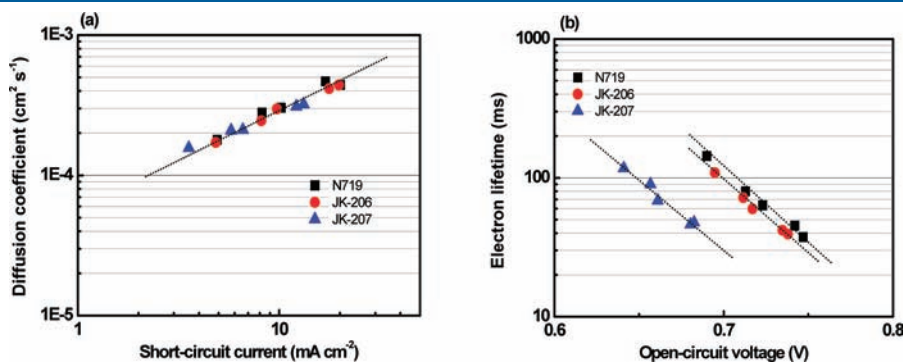 (a)
1E-3
1E-4
1E-5
Diffusion coefficient (cm² s⁻¹)
N719
JK-206
JK-207
1
10
Short-circuit current (mA cm⁻²)
(b)
1000
100
10
Electron lifetime (ms)
N719
JK-206
JK-207
0.6
0.7
0.8
Open-circuit voltage (V)